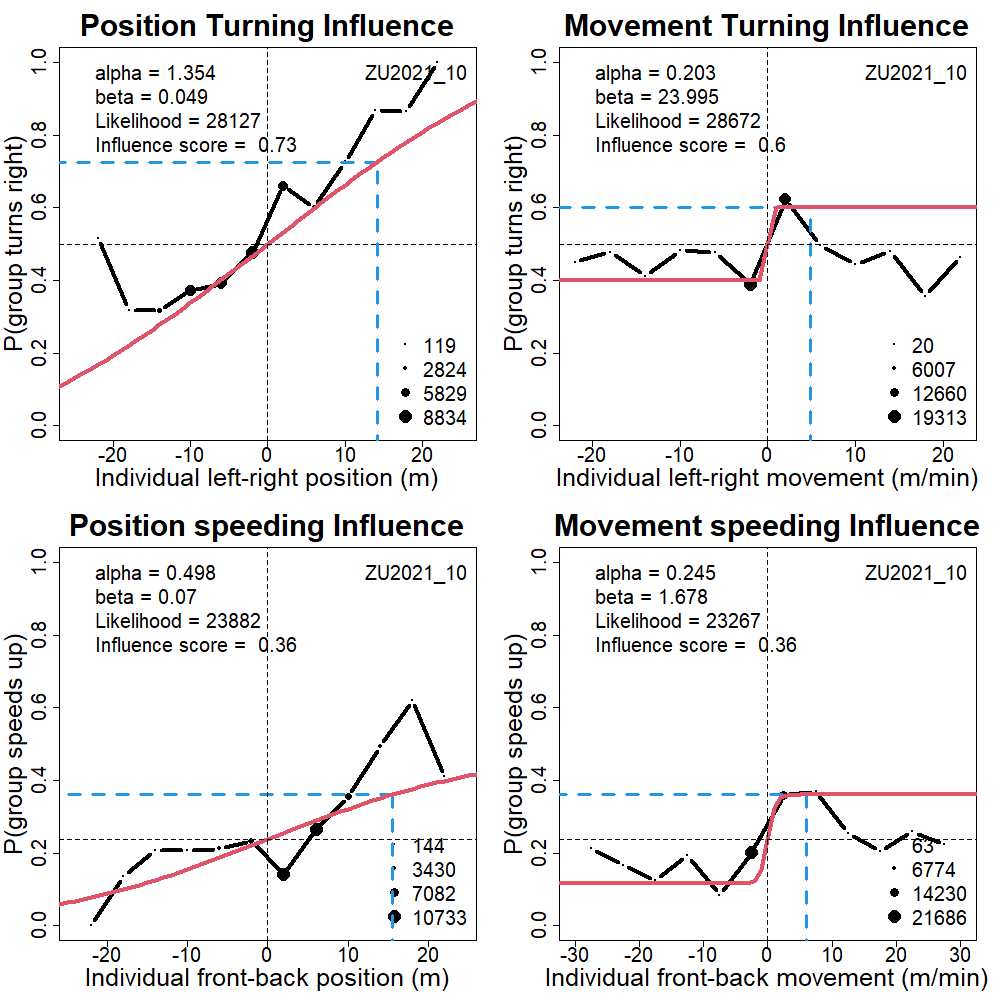 Position Turning Influence
alpha = 1.354
ZU2021_10
beta = 0.049
Likelihood = 28127
Influence score = 0.73
P(group turns right)
0.0 0.2 0.4 0.6 0.8 1.0
119
2824
5829
8834
-20 -10 0 10 20
Individual left-right position (m)
Movement Turning Influence
alpha = 0.203
ZU2021_10
beta = 23.995
Likelihood = 28672
Influence score = 0.6
P(group turns right)
0.0 0.2 0.4 0.6 0.8 1.0
20
6007
12660
19313
-20 -10 0 10 20
Individual left-right movement (m/min)
Position speeding Influence
alpha = 0.498
ZU2021_10
beta = 0.07
Likelihood = 23882
Influence score = 0.36
P(group speeds up)
0.0 0.2 0.4 0.6 0.8 1.0
144
3430
7082
10733
-20 -10 0 10 20
Individual front-back position (m)
Movement speeding Influence
alpha = 0.245
ZU2021_10
beta = 1.678
Likelihood = 23267
Influence score = 0.36
P(group speeds up)
0.0 0.2 0.4 0.6 0.8 1.0
63
6774
14230
21686
-30 -20 -10 0 10 20 30
Individual front-back movement (m/min)